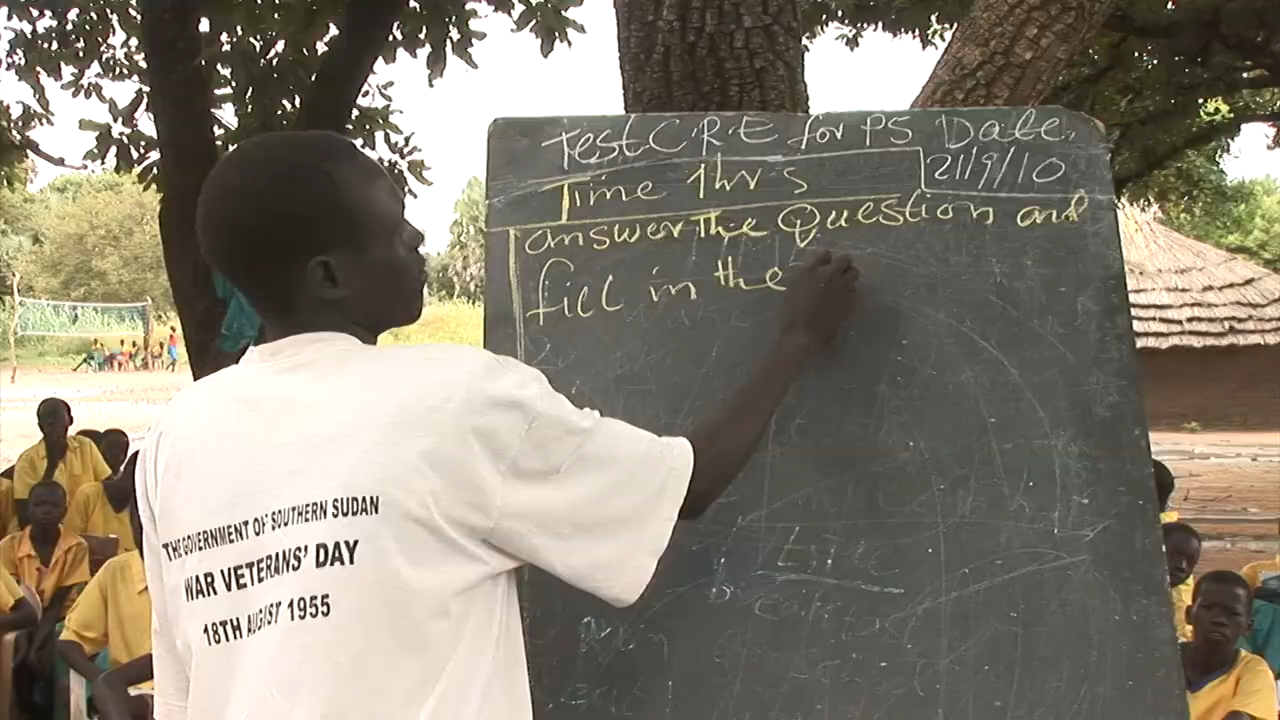 Test C.R.E for P5 Date.
21/9/10
Time 1hrs
answer the Question and
fill in the
THE GOVERNMENT OF SOUTHERN SUDAN
WAR VETERANS' DAY
18TH AUGUST 1955